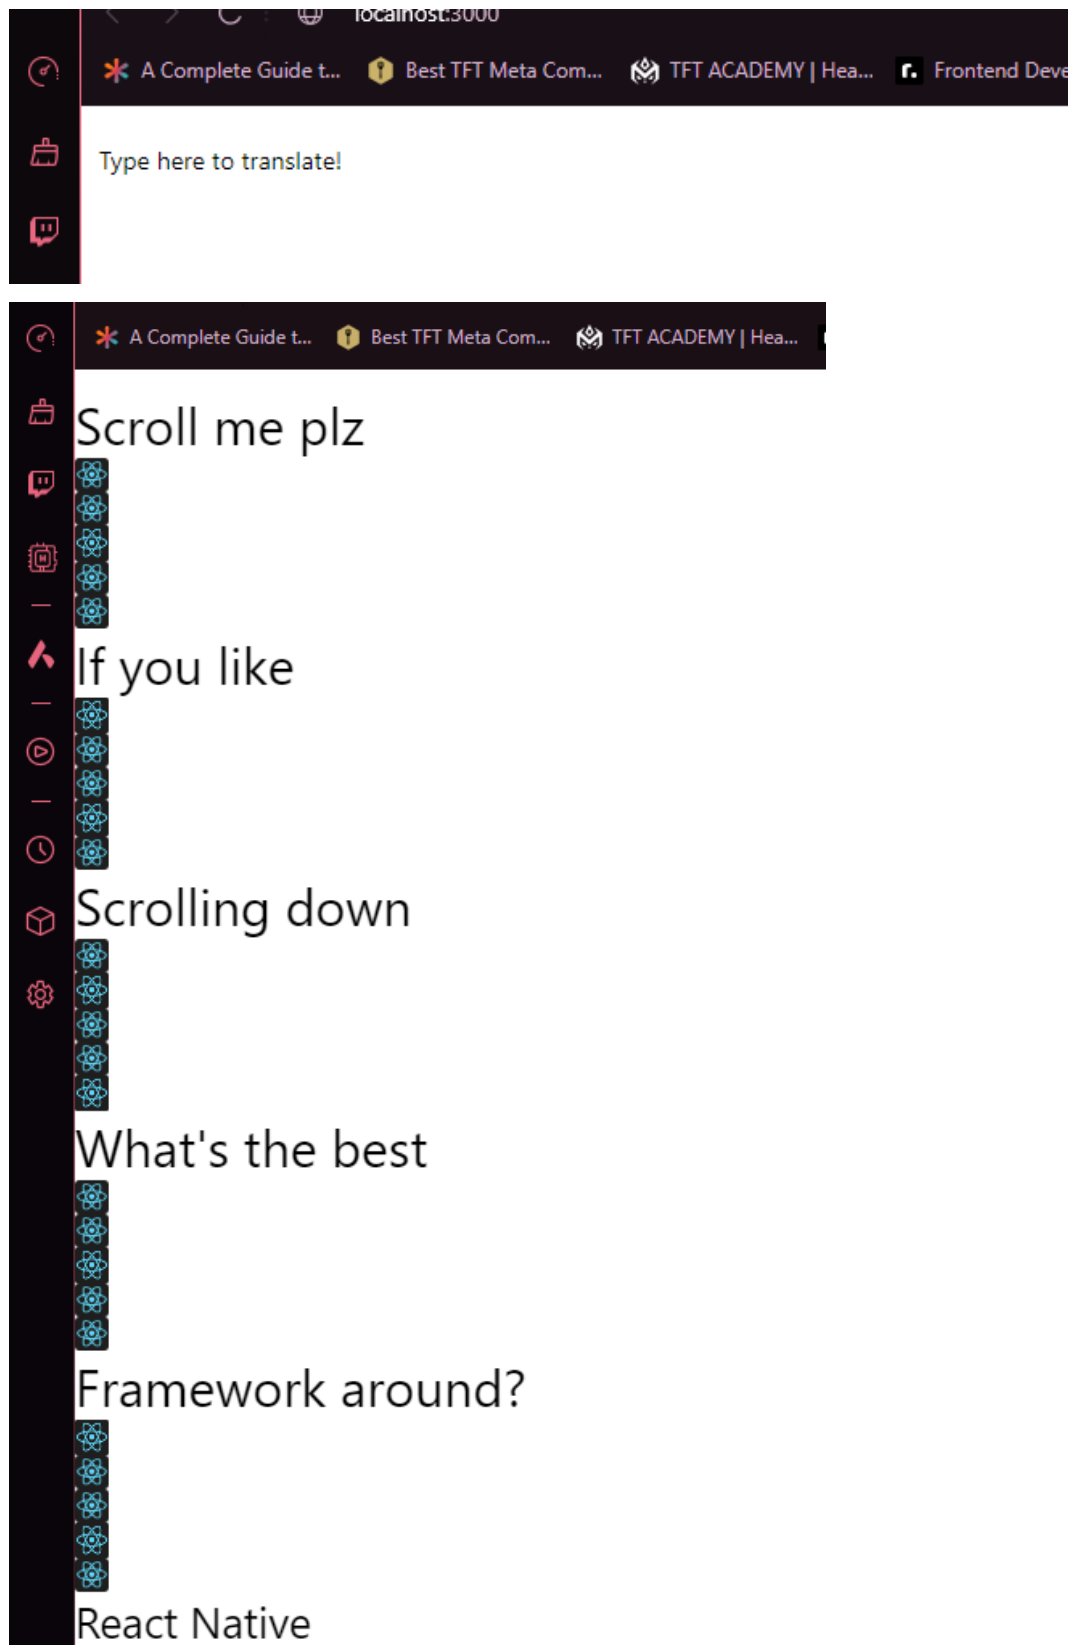 localhost:3000
A Complete Guide t... Best TFT Meta Com... TFT ACADEMY | Hea... r. Frontend Deve
Type here to translate!
A Complete Guide t... Best TFT Meta Com... TFT ACADEMY | Hea...
Scroll me plz
If you like
Scrolling down
What's the best
Framework around?
React Native